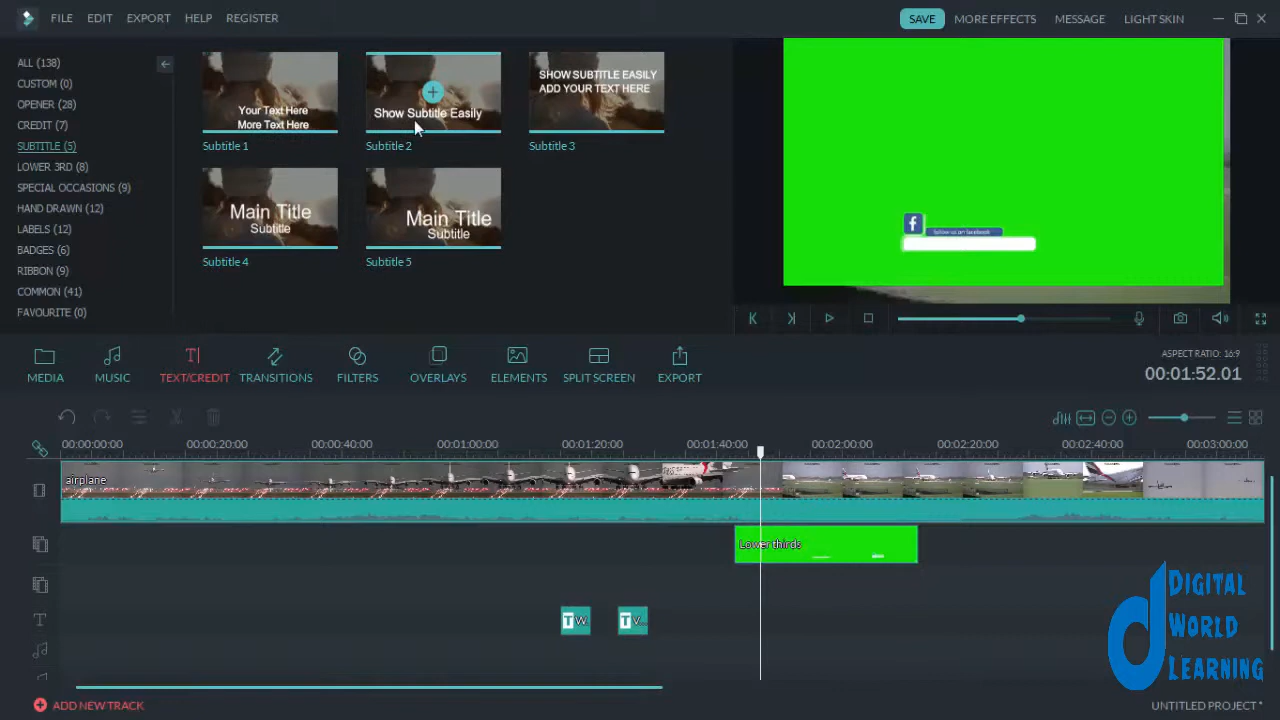 FILE EDIT EXPORT HELP REGISTER SAVE MORE EFFECTS MESSAGE LIGHT SKIN
ALL (138)
CUSTOM (0)
OPENER (28)
CREDIT (7)
SUBTITLE (5)
LOWER 3RD (8)
SPECIAL OCCASIONS (9)
HAND DRAWN (12)
LABELS (12)
BADGES (6)
RIBBON (9)
COMMON (41)
FAVOURITE (0)
Your Text Here
More Text Here
Subtitle 1
Show Subtitle Easily
Subtitle 2
SHOW SUBTITLE EASILY
ADD YOUR TEXT HERE
Subtitle 3
Main Title
Subtitle
Subtitle 4
Main Title
Subtitle
Subtitle 5
f
follow us on facebook
MEDIA MUSIC TEXT/CREDIT TRANSITIONS FILTERS OVERLAYS ELEMENTS SPLIT SCREEN EXPORT
ASPECT RATIO: 16:9
00:01:52.01
00:00:00:00 00:00:20:00 00:00:40:00 00:01:00:00 00:01:20:00 00:01:40:00 00:02:00:00 00:02:20:00 00:02:40:00 00:03:00:00
airplane
Lower thirds
T W... T V...
DIGITAL
WORLD
LEARNING
ADD NEW TRACK
UNTITLED PROJECT *